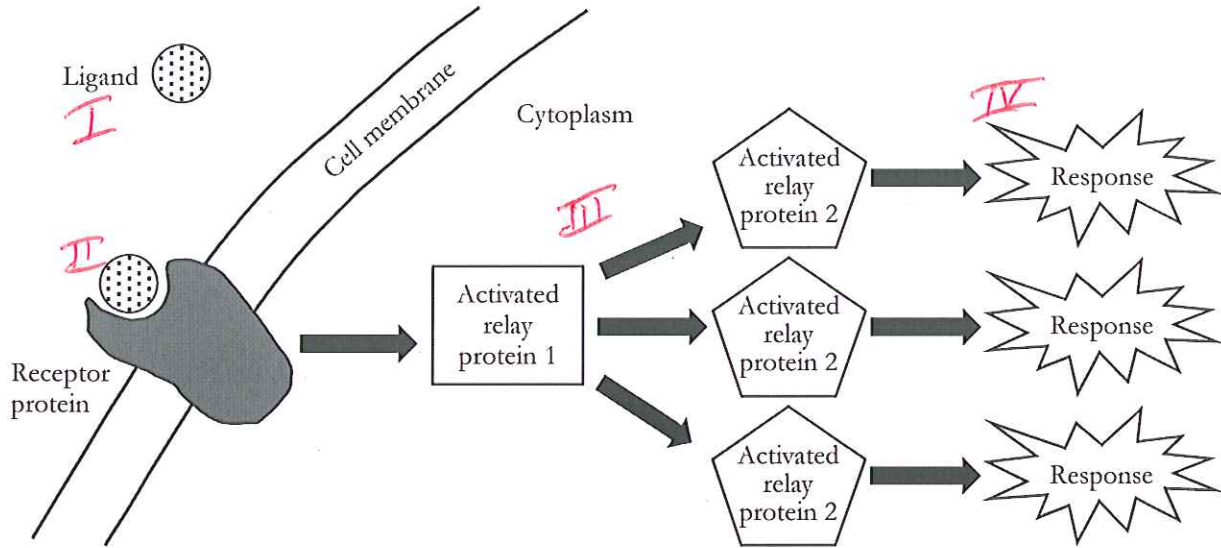 Ligand
I
Cell membrane
Cytoplasm
II
Receptor
protein
Activated
relay
protein 1
III
Activated
relay
protein 2
IV
Response
Activated
relay
protein 2
Response
Activated
relay
protein 2
Response